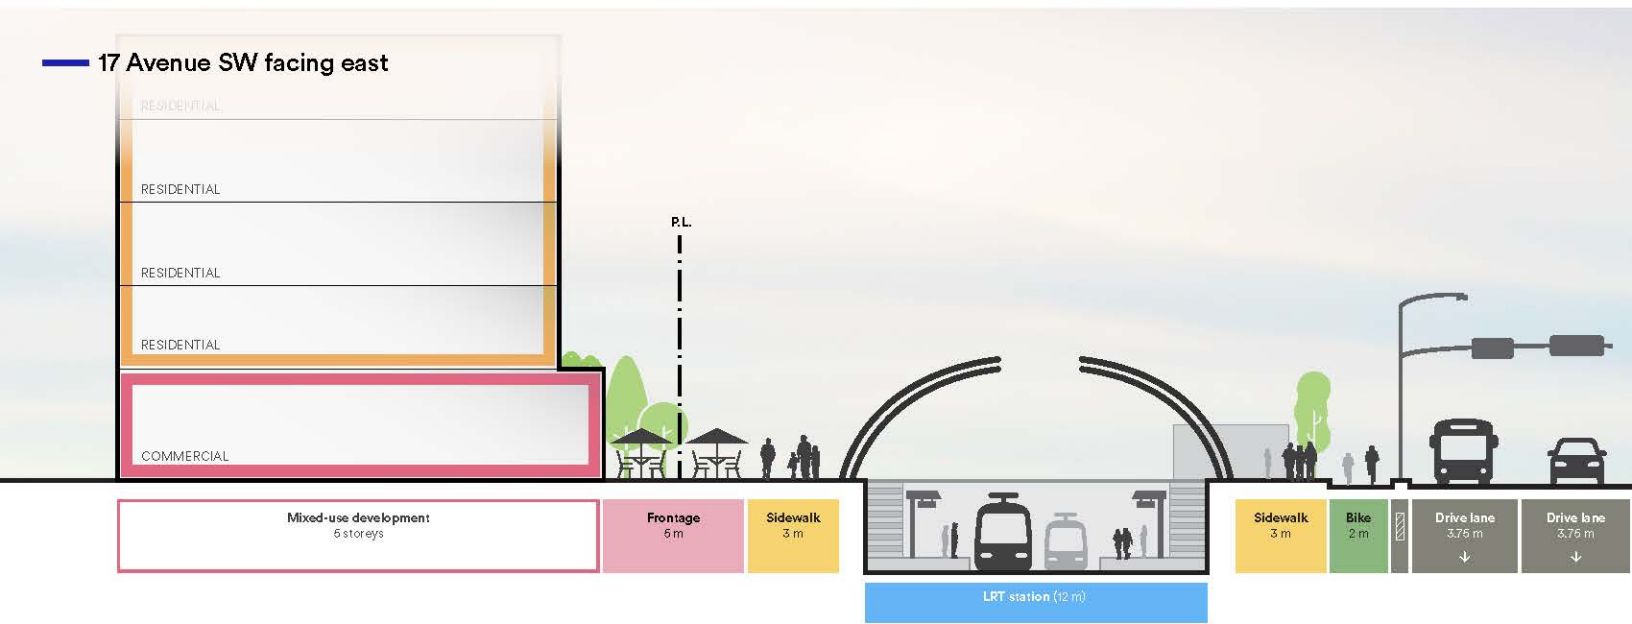 17 Avenue SW facing east
RESIDENTIAL
RESIDENTIAL
RESIDENTIAL
RESIDENTIAL
COMMERCIAL
P.L.
Mixed-use development
5 storeys
Frontage
5 m
Sidewalk
3 m
LRT station (12 m)
Sidewalk
3 m
Bike
2 m
Drive lane
3.75 m
Drive lane
3.75 m